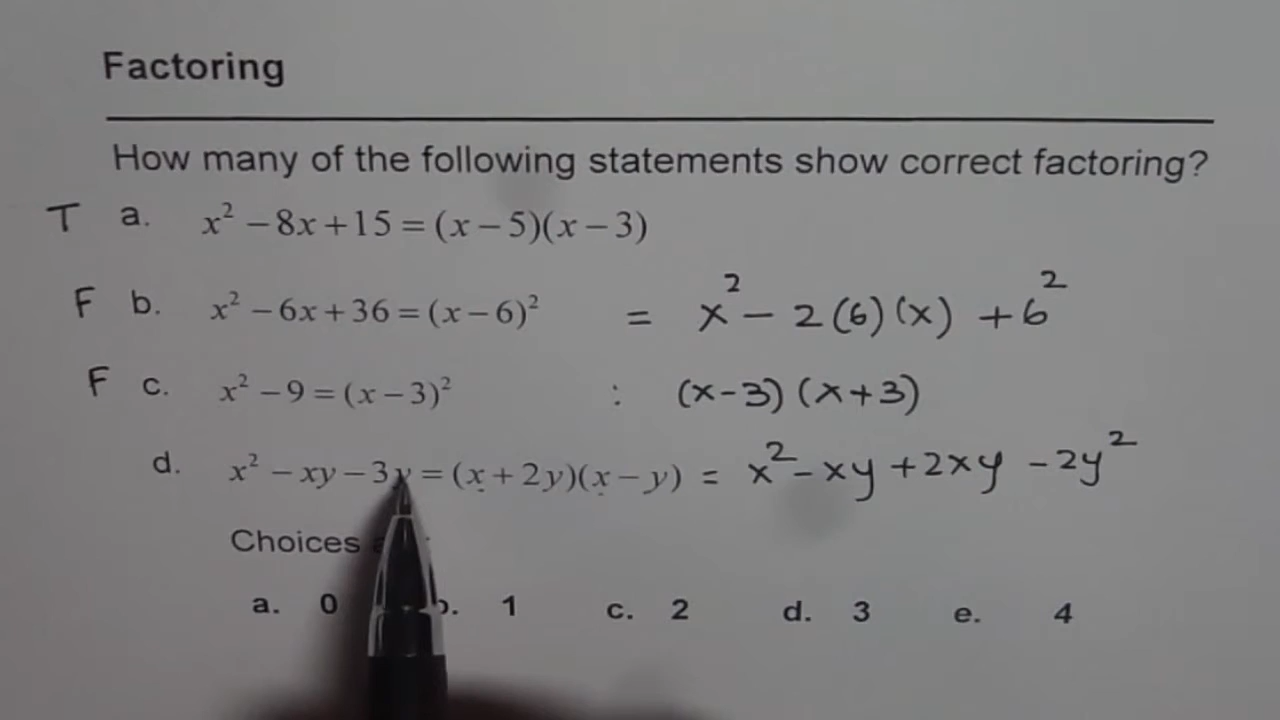 Factoring
How many of the following statements show correct factoring?
T a. x² − 8x + 15 = (x − 5)(x − 3)
F b. x² − 6x + 36 = (x − 6)² = x² − 2(6)(x) + 6²
F c. x² − 9 = (x − 3)² : (x-3)(x+3)
d. x² − xy − 3y = (x + 2y)(x − y) = x² - xy + 2xy - 2y²
Choices
a. 0 b. 1 c. 2 d. 3 e. 4